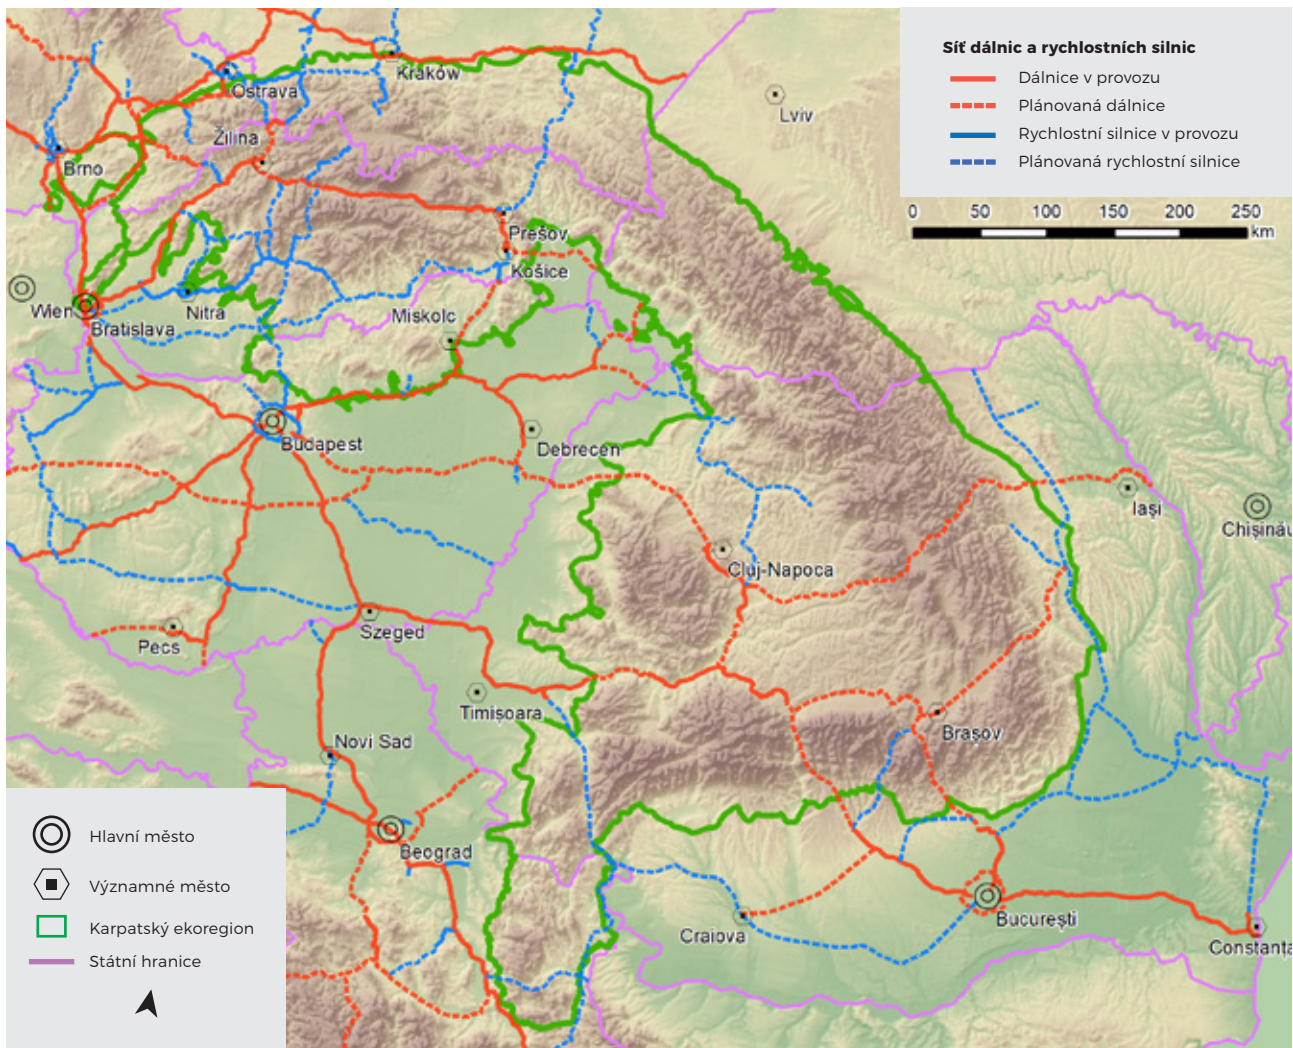 Síť dálnic a rychlostních silnic
Dálnice v provozu
Plánovaná dálnice
Rychlostní silnice v provozu
Plánovaná rychlostní silnice
0 50 100 150 200 250
km
Kraków
Ostrava
Lviv
Žilina
Brno
Prešov
Košice
Wien
Nitra
Bratislava
Miskolc
Budapest
Debrecen
Iași
Chișinău
Cluj-Napoca
Szeged
Pecs
Timișoara
Brașov
Novi Sad
Beograd
București
Craiova
Constanța
Hlavní město
Významné město
Karpatský ekoregion
Státní hranice